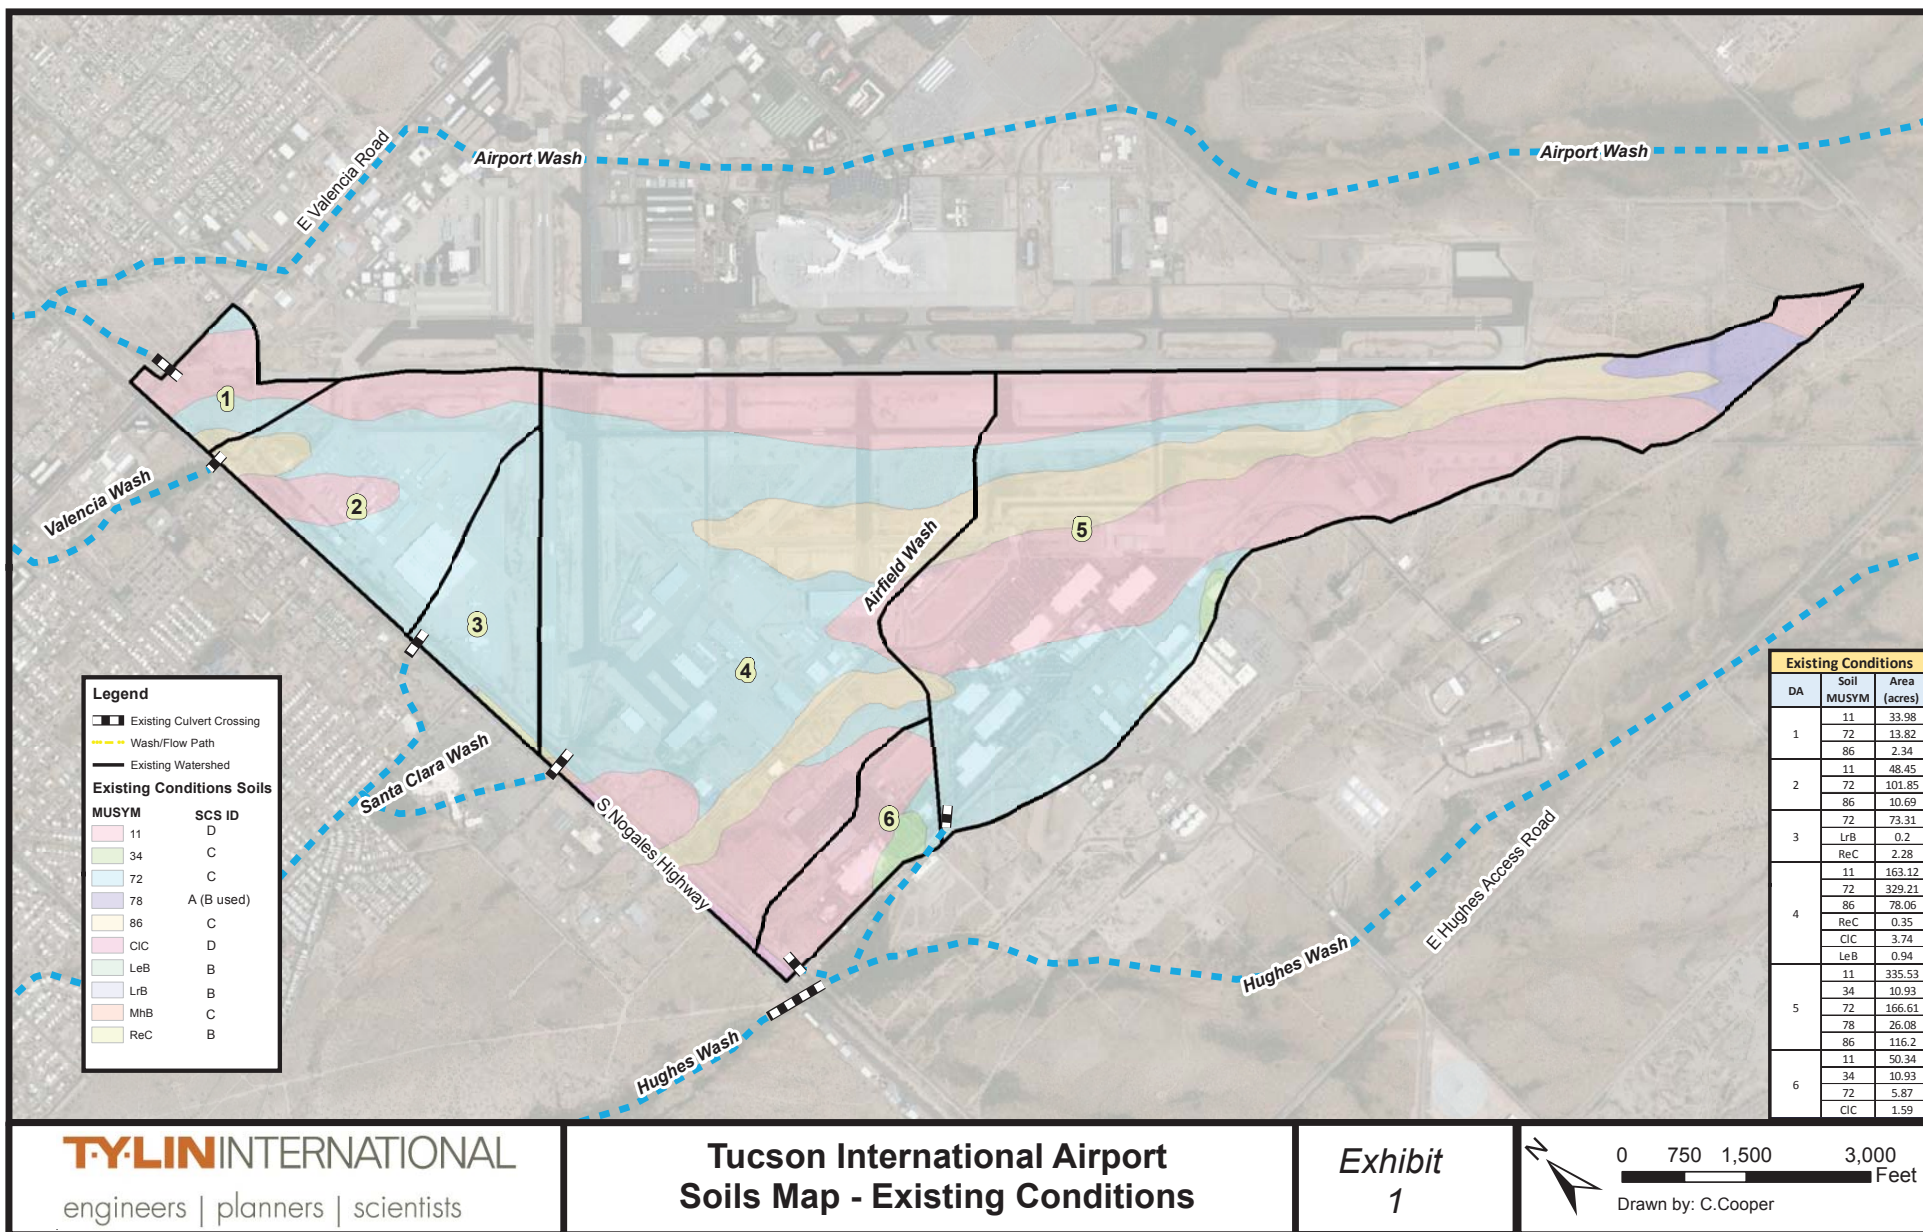 Airport Wash
Airport Wash
E Valencia Road
1
2
3
4
5
6
Valencia Wash
Airfield Wash
Santa Clara Wash
S Nogales Highway
E Hughes Access Road
Hughes Wash
Hughes Wash
Legend
Existing Culvert Crossing
Wash/Flow Path
Existing Watershed
Existing Conditions Soils
MUSYM SCS ID
11 D
34 C
72 C
78 A (B used)
86 C
ClC D
LeB B
LrB B
MhB C
ReC B
Existing Conditions
DA Soil MUSYM Area (acres)
1 11 33.98
72 13.82
86 2.34
2 11 48.45
72 101.85
86 10.69
3 72 73.31
LrB 0.2
ReC 2.28
4 11 163.12
72 329.21
86 78.06
ReC 0.35
ClC 3.74
LeB 0.94
5 11 335.53
34 10.93
72 166.61
78 26.08
86 116.2
6 11 50.34
34 10.93
72 5.87
ClC 1.59
T·Y·LIN INTERNATIONAL
engineers | planners | scientists
Tucson International Airport
Soils Map - Existing Conditions
Exhibit
1
N
0 750 1,500 3,000
Feet
Drawn by: C.Cooper